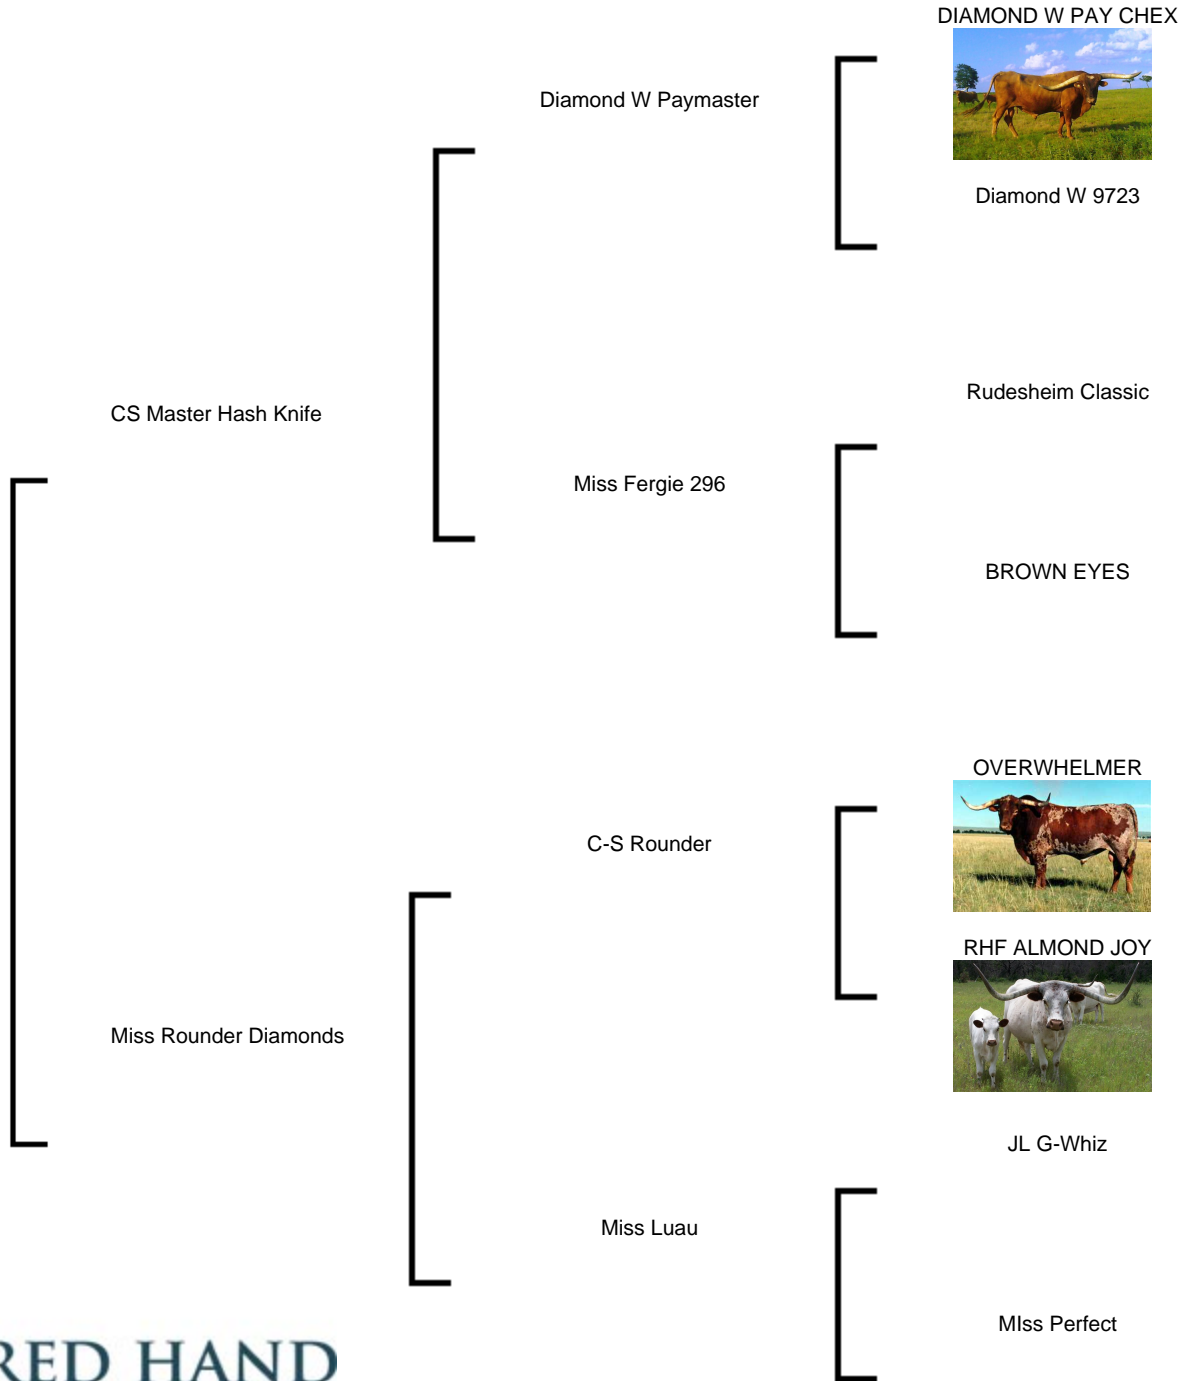 DIAMOND W PAY CHEX
Diamond W Paymaster
Diamond W 9723
Rudesheim Classic
CS Master Hash Knife
Miss Fergie 296
BROWN EYES
OVERWHELMER
C-S Rounder
RHF ALMOND JOY
Miss Rounder Diamonds
JL G-Whiz
Miss Luau
MIss Perfect
RED HAND